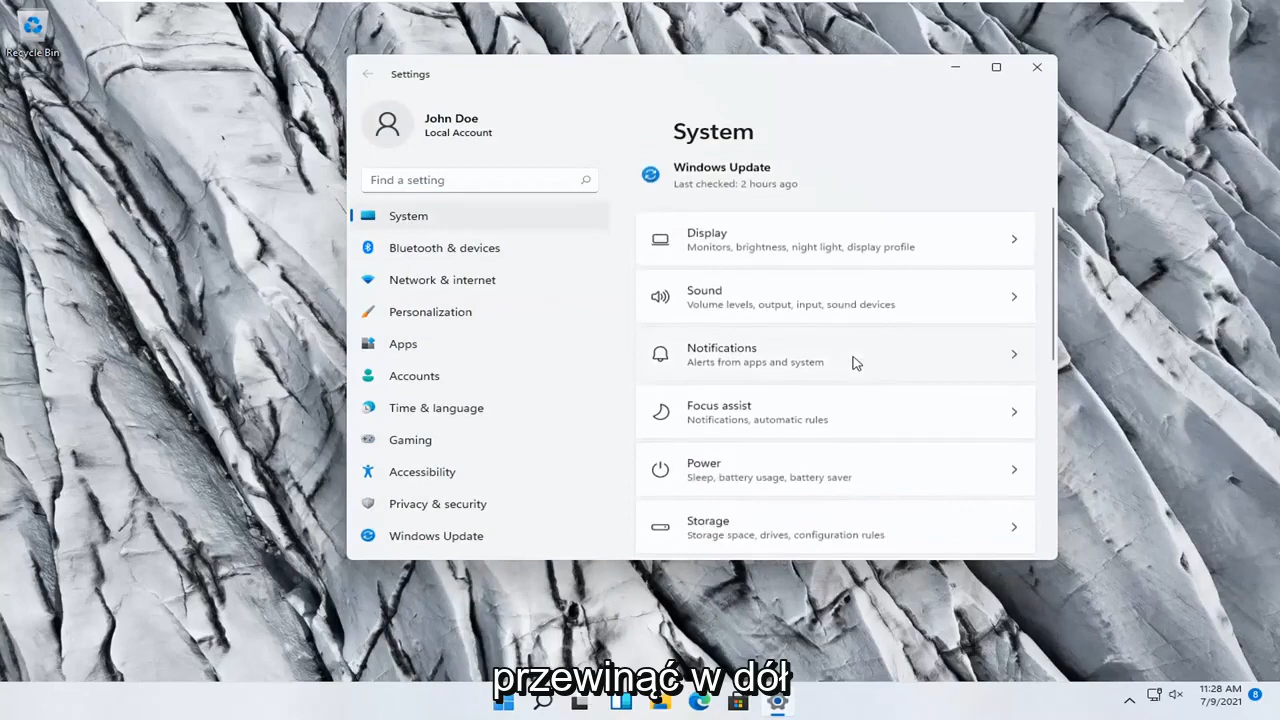 Recycle Bin
Settings
John Doe
Local Account
Find a setting
System
Bluetooth & devices
Network & internet
Personalization
Apps
Accounts
Time & language
Gaming
Accessibility
Privacy & security
Windows Update
System
Windows Update
Last checked: 2 hours ago
Display
Monitors, brightness, night light, display profile
Sound
Volume levels, output, input, sound devices
Notifications
Alerts from apps and system
Focus assist
Notifications, automatic rules
Power
Sleep, battery usage, battery saver
Storage
Storage space, drives, configuration rules
przewinąć w dół
11:28 AM
7/9/2021
8